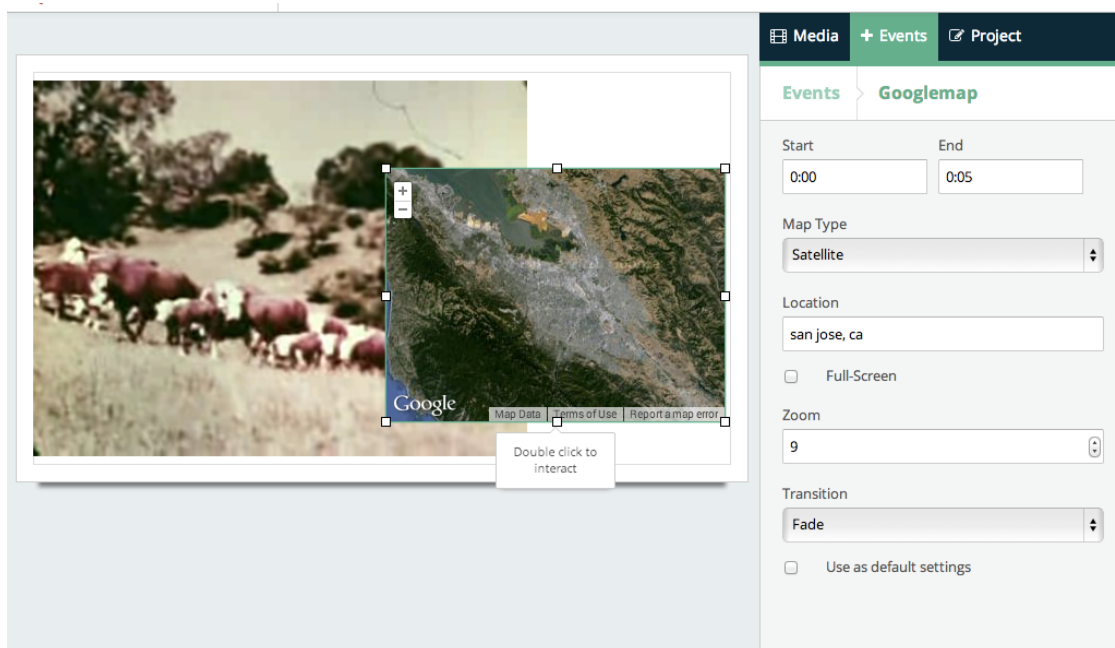 Media
+ Events
Project
Events
Googlemap
Start
End
0:00
0:05
Map Type
Satellite
Location
san jose, ca
Full-Screen
Zoom
9
Transition
Fade
Use as default settings
+
−
Google
Map Data
Terms of Use
Report a map error
Double click to
interact